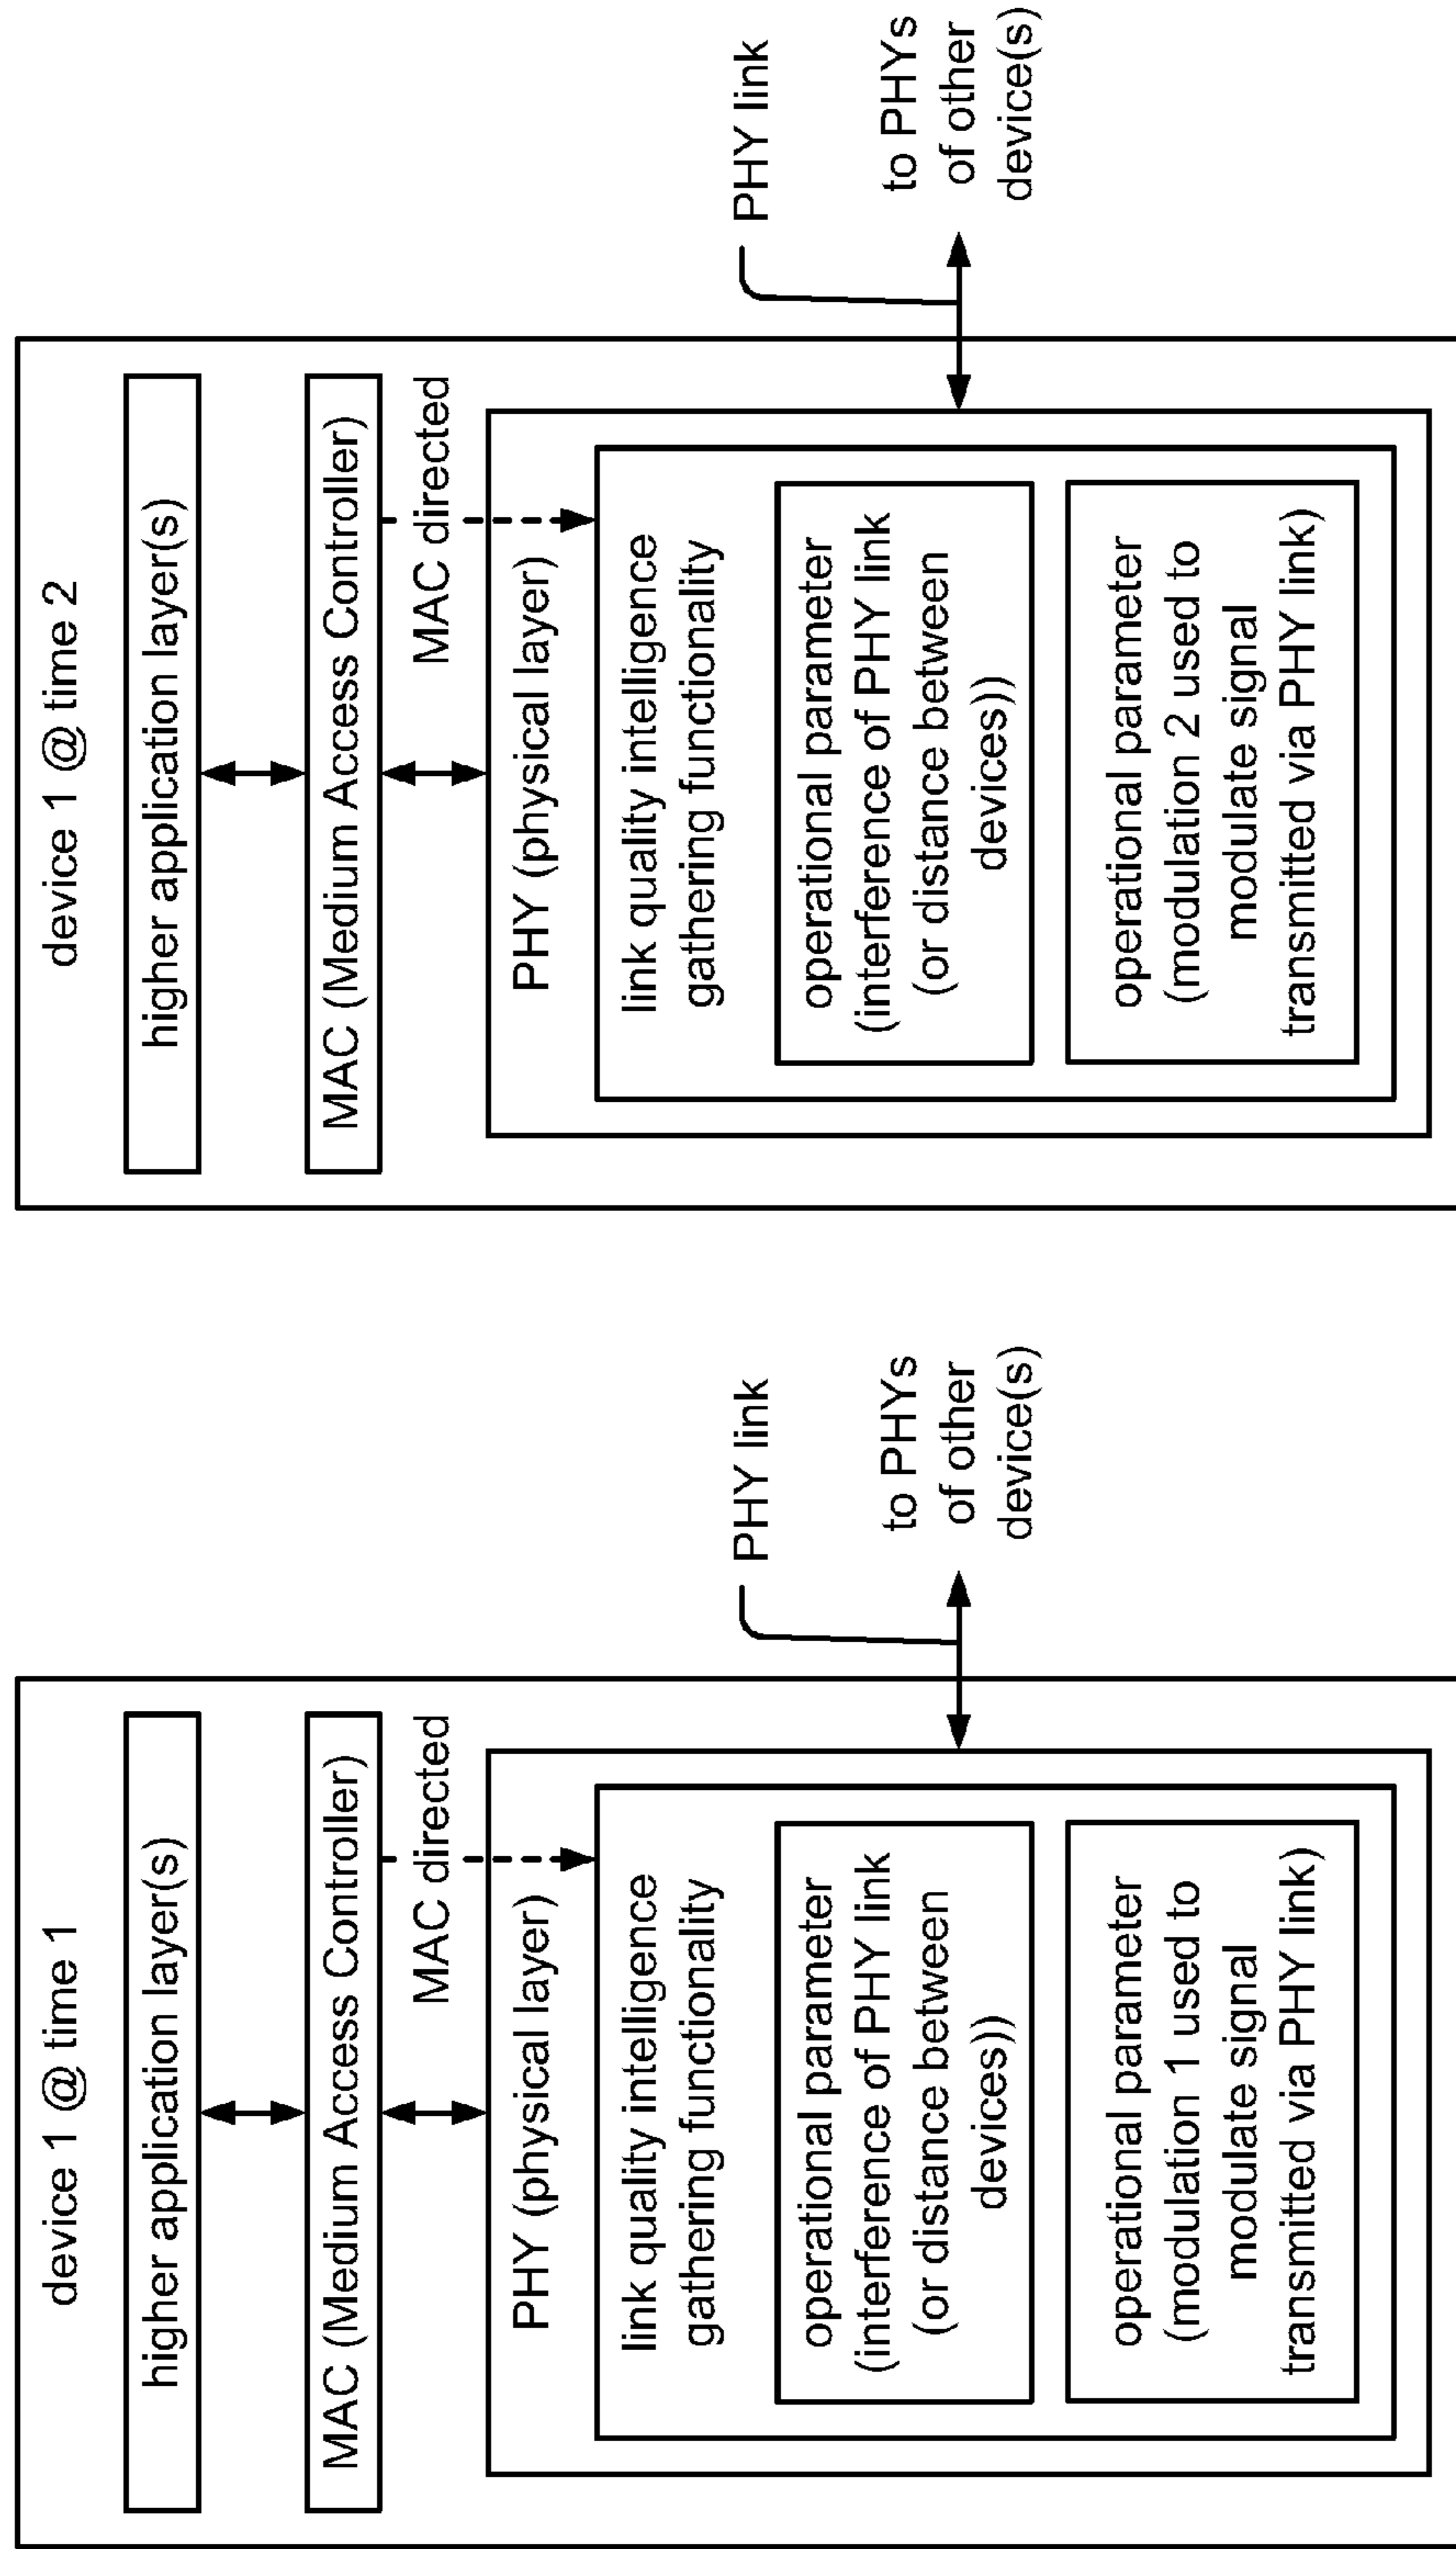 device 1 @ time 1
higher application layer(s)
MAC (Medium Access Controller)
MAC directed
PHY (physical layer)
link quality intelligence
gathering functionality
operational parameter
(interference of PHY link
(or distance between
devices))
operational parameter
(modulation 1 used to
modulate signal
transmitted via PHY link)
PHY link
to PHYs
of other
device(s)
device 1 @ time 2
higher application layer(s)
MAC (Medium Access Controller)
MAC directed
PHY (physical layer)
link quality intelligence
gathering functionality
operational parameter
(interference of PHY link
(or distance between
devices))
operational parameter
(modulation 2 used to
modulate signal
transmitted via PHY link)
PHY link
to PHYs
of other
device(s)